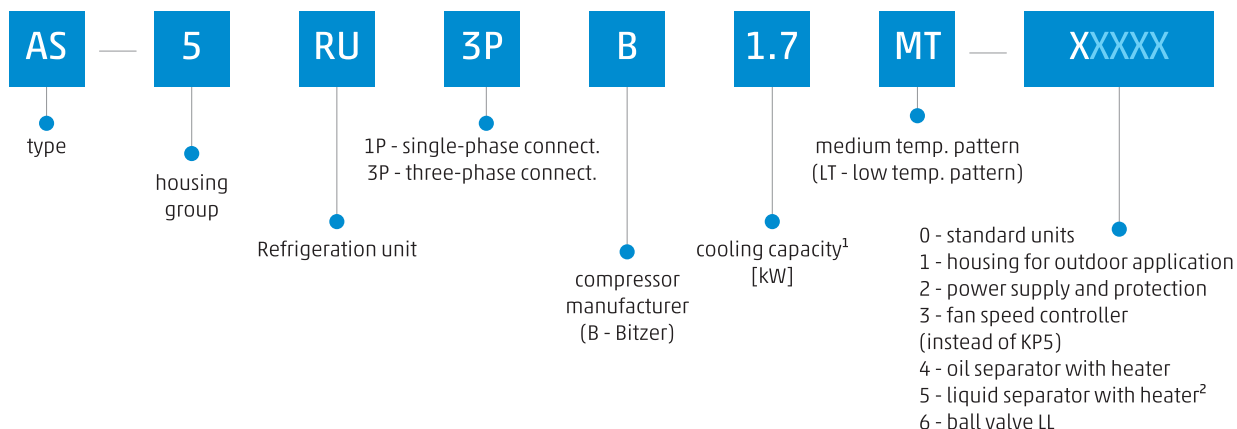 AS — 5 RU 3P B 1.7 MT — XXXXX
type
housing
group
Refrigeration unit
1P - single-phase connect.
3P - three-phase connect.
compressor
manufacturer
(B - Bitzer)
cooling capacity¹
[kW]
medium temp. pattern
(LT - low temp. pattern)
0 - standard units
1 - housing for outdoor application
2 - power supply and protection
3 - fan speed controller
(instead of KP5)
4 - oil separator with heater
5 - liquid separator with heater²
6 - ball valve LL